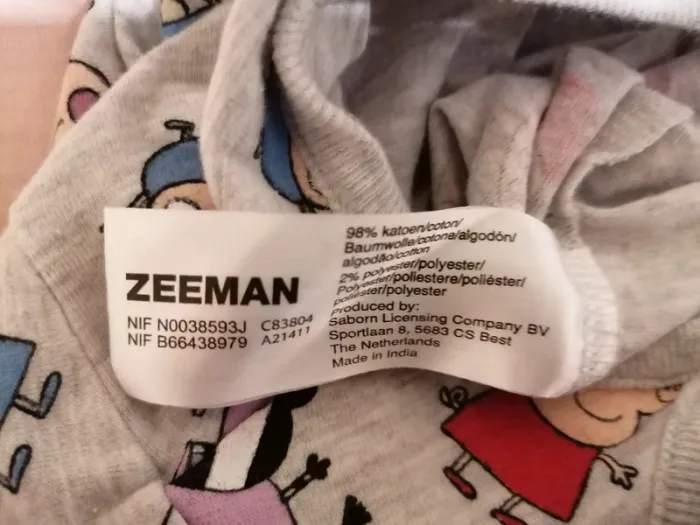 ZEEMAN
NIF N0038593J C83804
NIF B66438979 A21411
98% katoen/coton/
Baumwolle/cotone/algodón/
algodão/cotton
2% polyester/polyester/
Polyester/poliestere/poliéster/
poliéster/polyester
Produced by:
Saborn Licensing Company BV
Sportlaan 8, 5683 CS Best
The Netherlands
Made in India